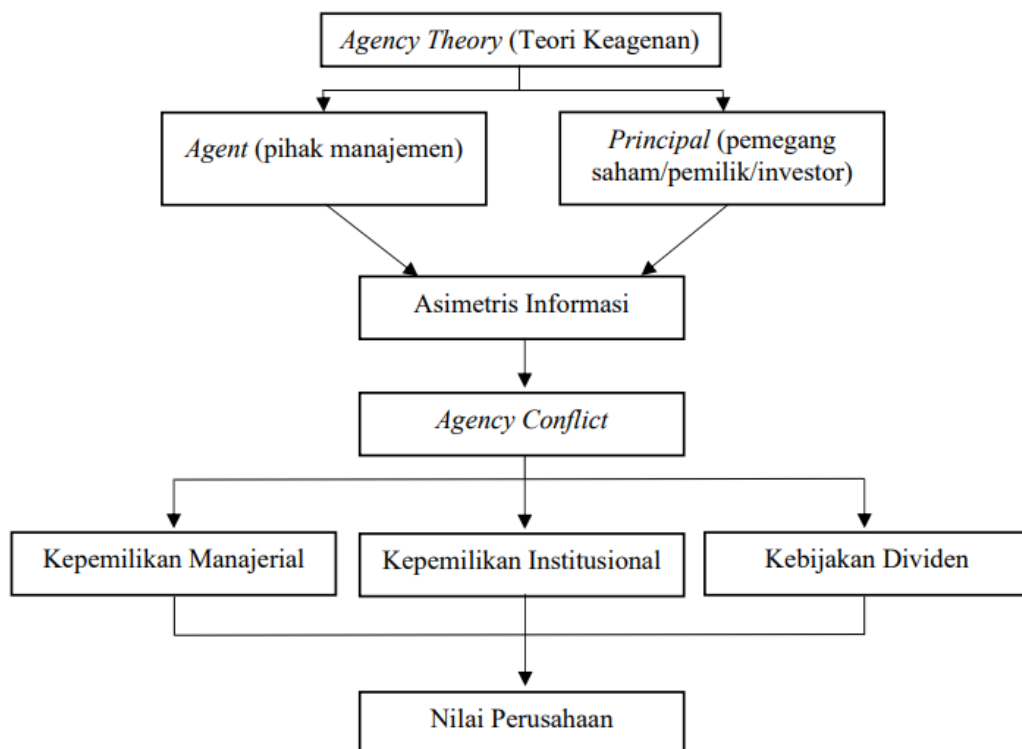 Agency Theory (Teori Keagenan)
Agent (pihak manajemen)
Principal (pemegang
saham/pemilik/investor)
Asimetris Informasi
Agency Conflict
Kepemilikan Manajerial
Kepemilikan Institusional
Kebijakan Dividen
Nilai Perusahaan